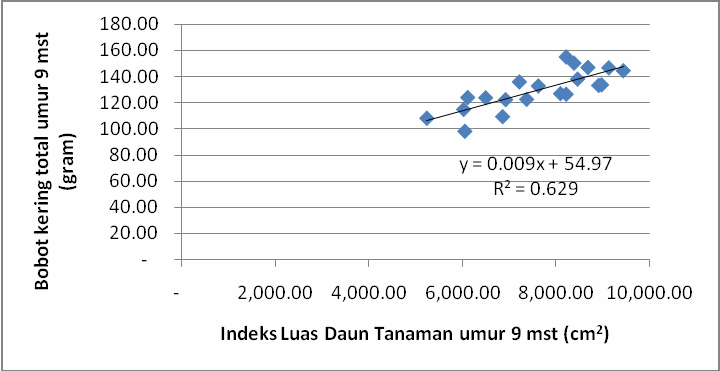 180.00
160.00
140.00
120.00
100.00
80.00
60.00
40.00
20.00
-
Bobot kering total umur 9 mst
(gram)
y = 0.009x + 54.97
R² = 0.629
- 2,000.00 4,000.00 6,000.00 8,000.00 10,000.00
Indeks Luas Daun Tanaman umur 9 mst (cm²)